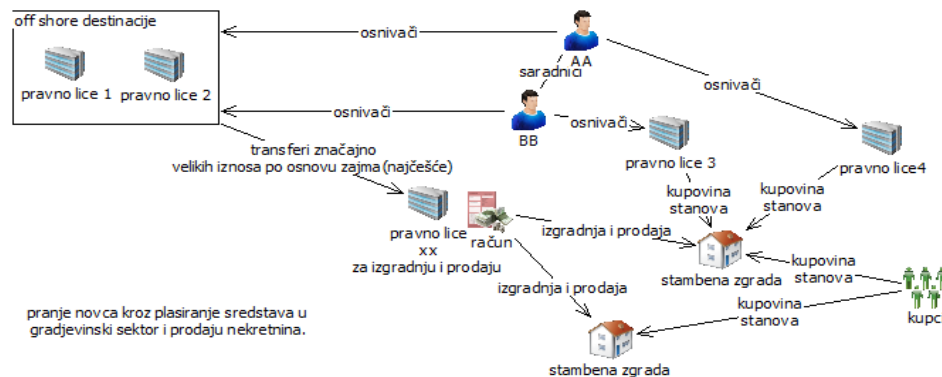 off shore destinacije
pravno lice 1
pravno lice 2
osnivači
AA
saradnici
osnivači
BB
osnivači
osnivači
pravno lice 3
pravno lice4
transferi značajno
velikih iznosa po osnovu zajma(najčešće)
kupovina
stanova
kupovina
stanova
pravno lice
xx
za izgradnju i prodaju
račun
izgradnja i prodaja
izgradnja i prodaja
stambena zgrada
kupovina
stanova
kupovina
stanova
kupci
pranje novca kroz plasiranje sredstava u
gradjevinski sektor i prodaju nekretnina.
stambena zgrada